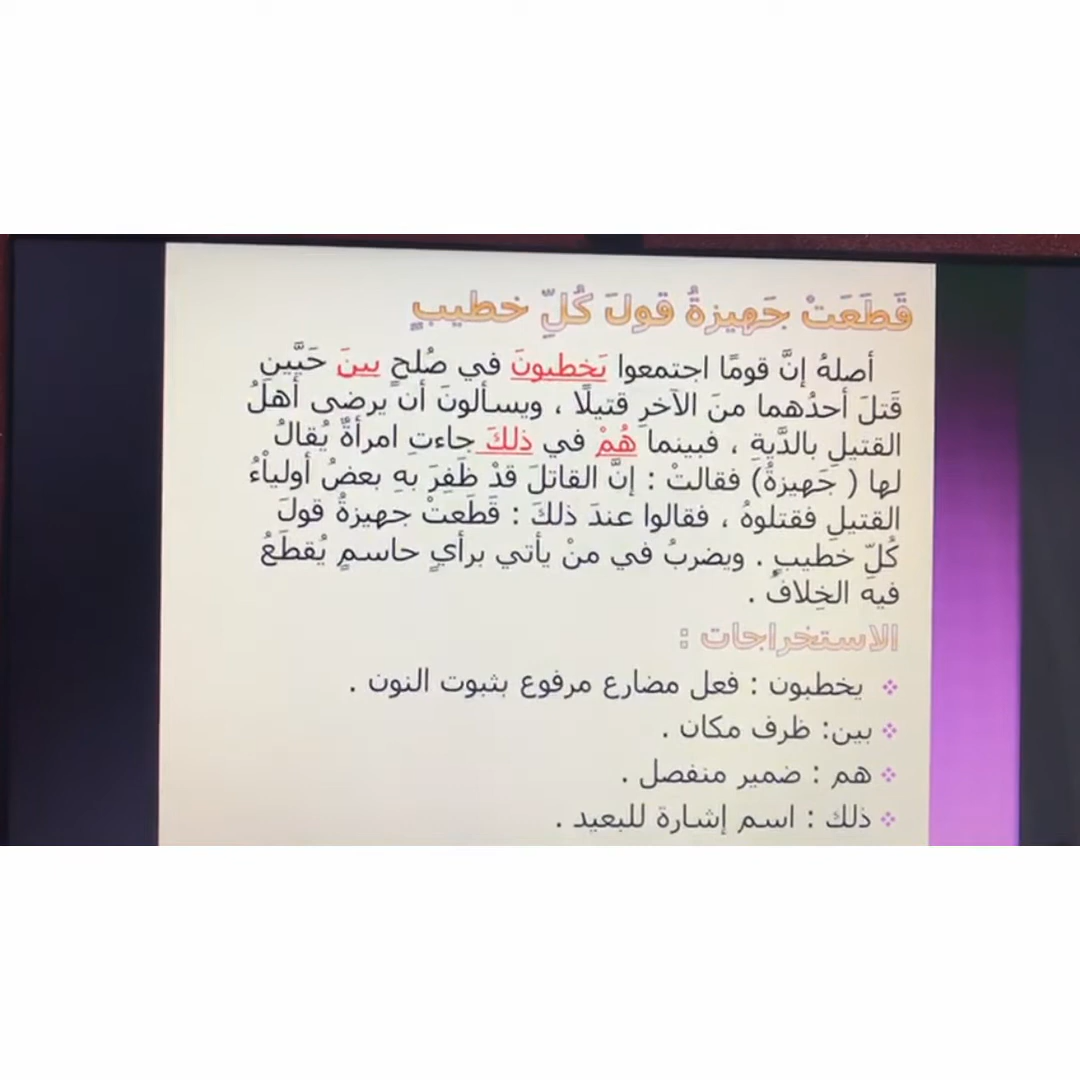 قَطَعَتْ جَهيزةُ قولَ كُلِّ خطيبٍ
أصلهُ إنَّ قومًا اجتمعوا يَخطبونَ في صُلحٍ بينَ حَيَّين
قَتلَ أحدُهما منَ الآخرِ قتيلًا ، ويسألونَ أن يرضى أهلُ
القتيلِ بالدَّيةِ ، فبينما هُمْ في ذلكَ جاءتِ امرأةٌ يُقالُ
لها ( جَهيزةُ) فقالتْ : إنَّ القاتلَ قدْ ظَفِرَ بهِ بعضُ أولياْءُ
القتيلِ فقتلوهُ ، فقالوا عندَ ذلكَ : قَطَعتْ جهيزةُ قولَ
كُلِّ خطيبٍ . ويضربُ في منْ يأتي برأيٍ حاسمٍ يُقطَعُ
فيهِ الخِلافُ .
الاستخراجات :
❖ يخطبون : فعل مضارع مرفوع بثبوت النون .
❖ بين: ظرف مكان .
❖ هم : ضمير منفصل .
❖ ذلك : اسم إشارة للبعيد .